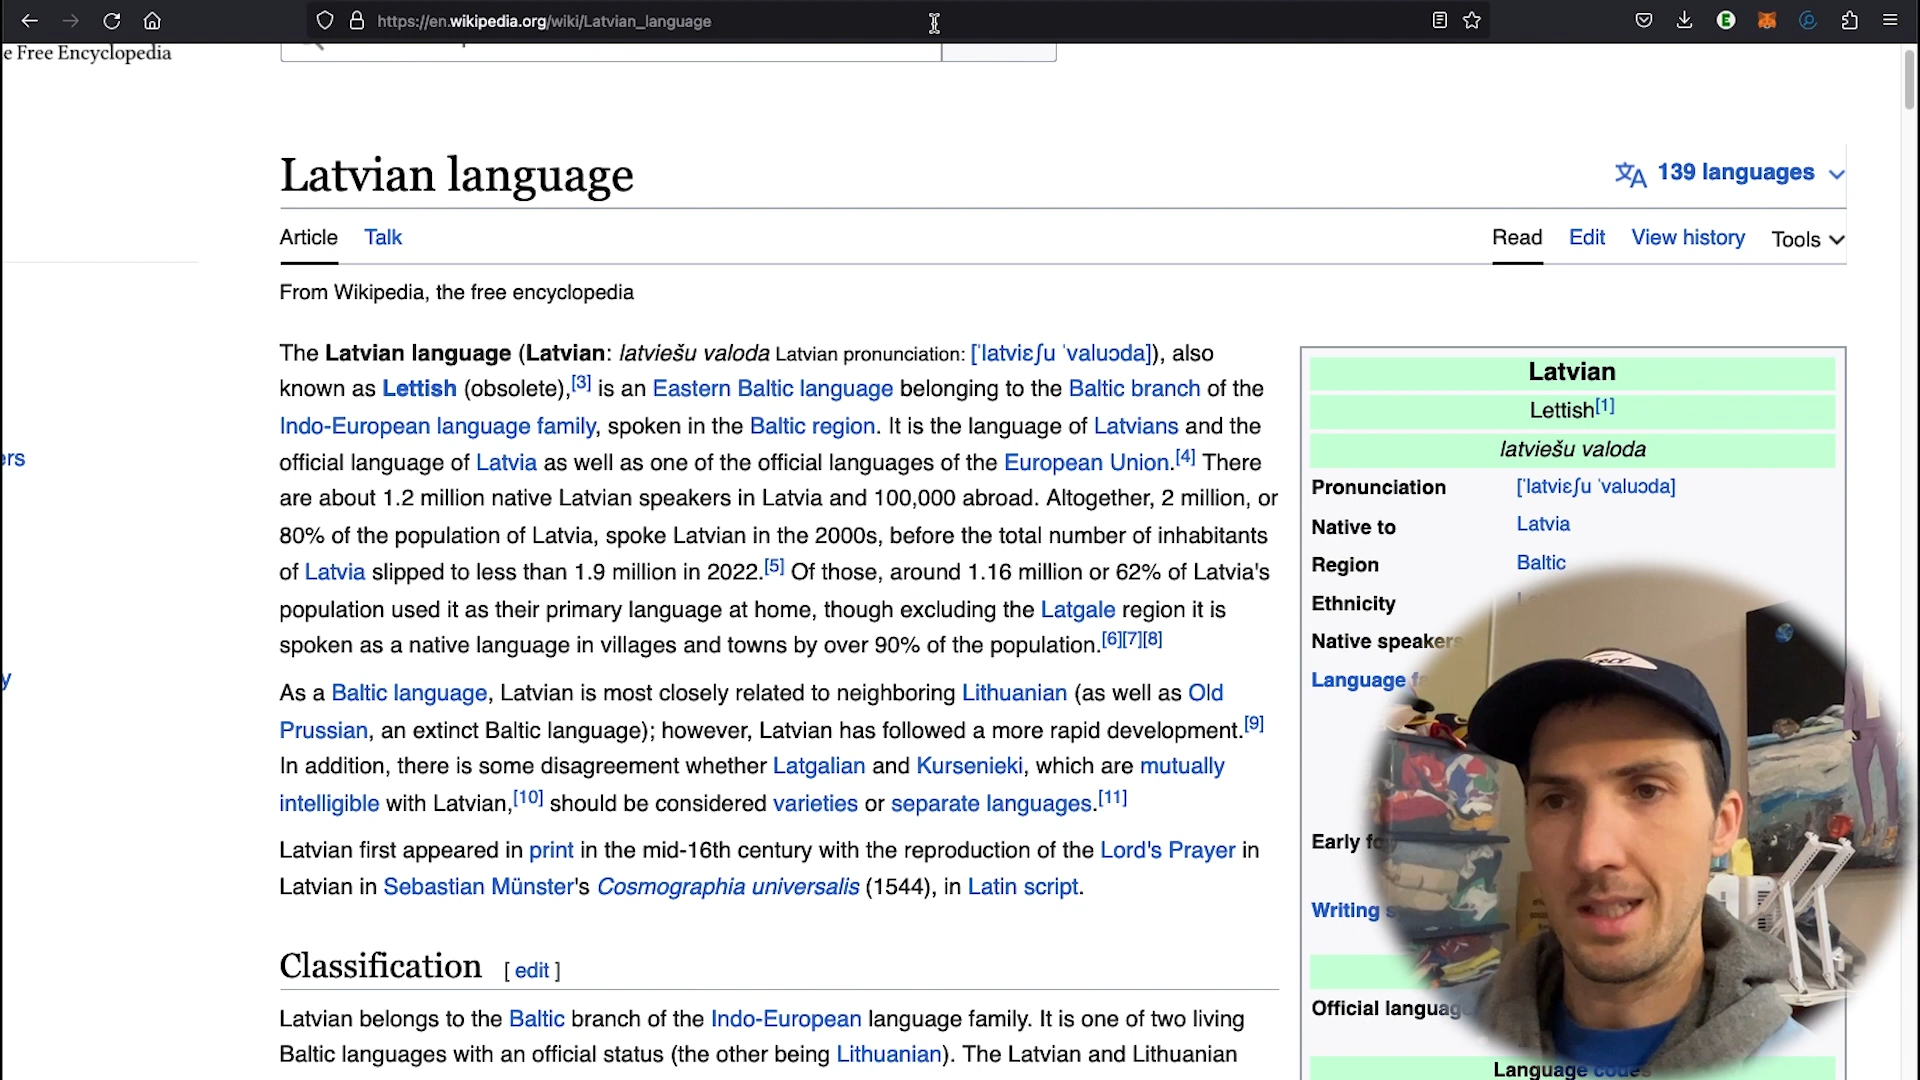 https://en.wikipedia.org/wiki/Latvian_language
e Free Encyclopedia
Latvian language
139 languages
Article Talk
Read Edit View history Tools
From Wikipedia, the free encyclopedia
The Latvian language (Latvian: latviešu valoda Latvian pronunciation: [ˈlatviɛʃu ˈvaluɔda]), also
known as Lettish (obsolete),[3] is an Eastern Baltic language belonging to the Baltic branch of the
Indo-European language family, spoken in the Baltic region. It is the language of Latvians and the
official language of Latvia as well as one of the official languages of the European Union.[4] There
are about 1.2 million native Latvian speakers in Latvia and 100,000 abroad. Altogether, 2 million, or
80% of the population of Latvia, spoke Latvian in the 2000s, before the total number of inhabitants
of Latvia slipped to less than 1.9 million in 2022.[5] Of those, around 1.16 million or 62% of Latvia's
population used it as their primary language at home, though excluding the Latgale region it is
spoken as a native language in villages and towns by over 90% of the population.[6][7][8]
As a Baltic language, Latvian is most closely related to neighboring Lithuanian (as well as Old
Prussian, an extinct Baltic language); however, Latvian has followed a more rapid development.[9]
In addition, there is some disagreement whether Latgalian and Kursenieki, which are mutually
intelligible with Latvian,[10] should be considered varieties or separate languages.[11]
Latvian first appeared in print in the mid-16th century with the reproduction of the Lord's Prayer in
Latvian in Sebastian Münster's Cosmographia universalis (1544), in Latin script.
Classification [ edit ]
Latvian belongs to the Baltic branch of the Indo-European language family. It is one of two living
Baltic languages with an official status (the other being Lithuanian). The Latvian and Lithuanian
Latvian
Lettish[1]
latviešu valoda
Pronunciation [ˈlatviɛʃu ˈvaluɔda]
Native to Latvia
Region Baltic
Ethnicity
Native speakers
Language
Early
Writing
Official language
Language codes
ers
y